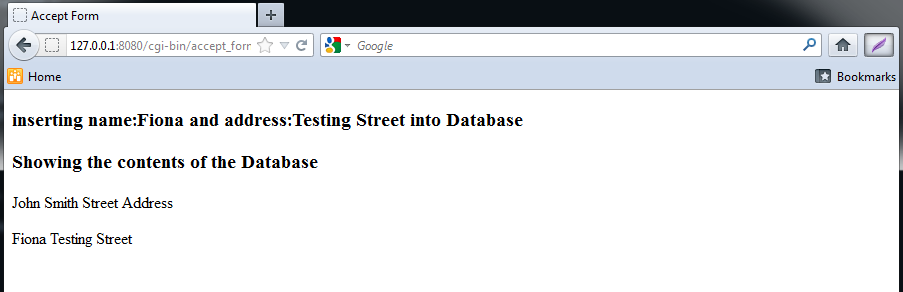 Accept Form
127.0.0.1:8080/cgi-bin/accept_forr
Google
Home
Bookmarks
inserting name:Fiona and address:Testing Street into Database
Showing the contents of the Database
John Smith Street Address
Fiona Testing Street